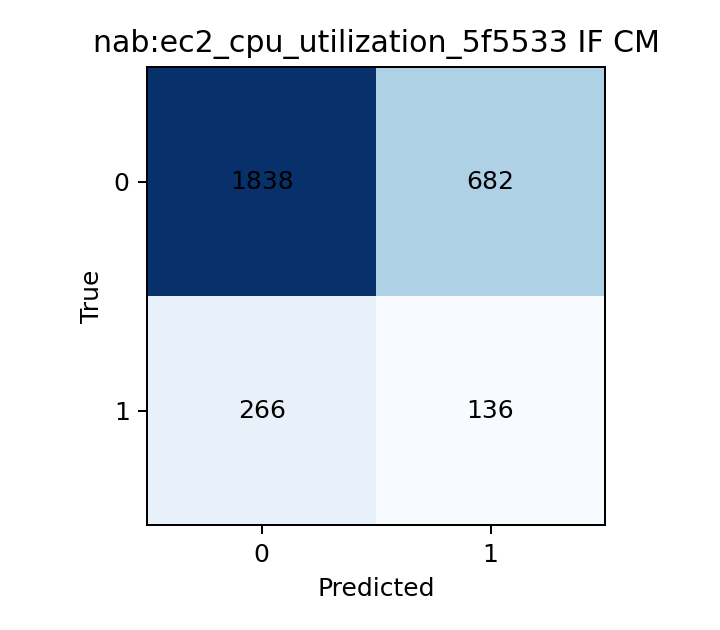 nab:ec2_cpu_utilization_5f5533 IF CM
0
1838
682
True
1
266
136
0
1
Predicted